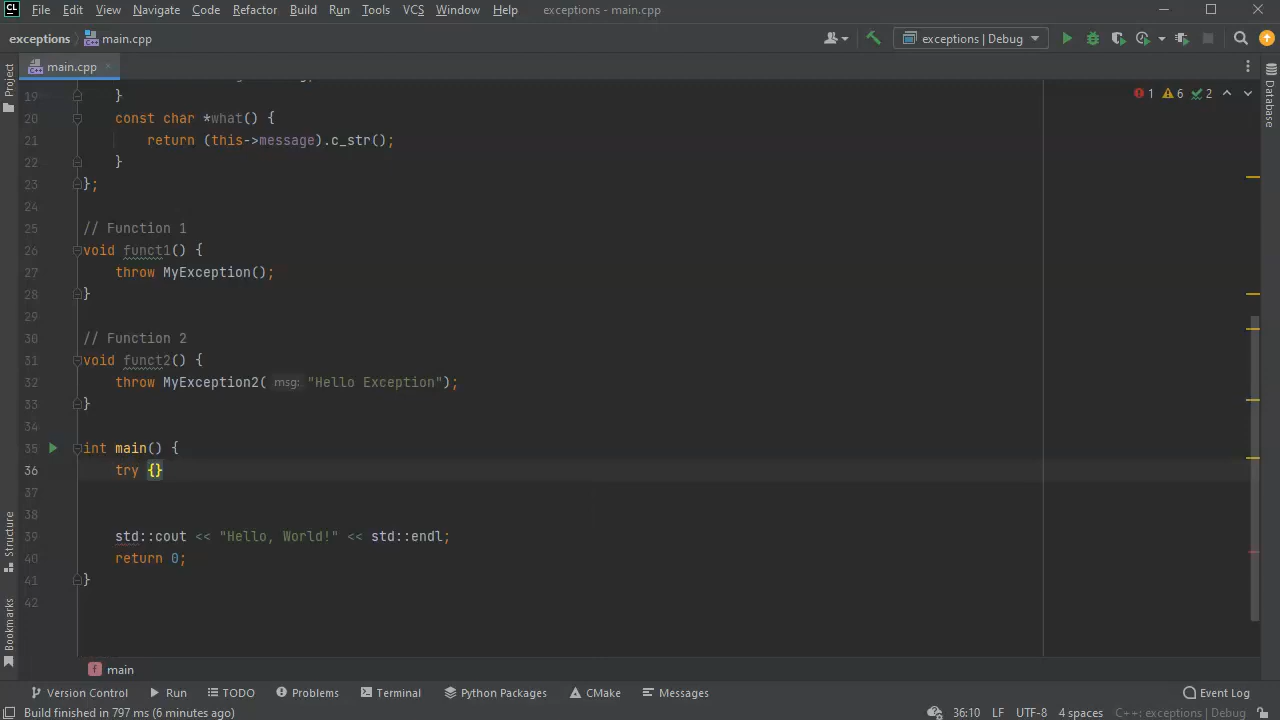 File Edit View Navigate Code Refactor Build Run Tools VCS Window Help exceptions - main.cpp
exceptions main.cpp exceptions | Debug
main.cpp
1 6 2
19 }
20 const char *what() {
21 return (this->message).c_str();
22 }
23 };
24
25 // Function 1
26 void funct1() {
27 throw MyException();
28 }
29
30 // Function 2
31 void funct2() {
32 throw MyException2( msg: "Hello Exception");
33 }
34
35 int main() {
36 try {}
37
38
39 std::cout << "Hello, World!" << std::endl;
40 return 0;
41 }
42
Project
Structure
Bookmarks
Database
f main
Version Control Run TODO Problems Terminal Python Packages CMake Messages Event Log
Build finished in 797 ms (6 minutes ago) 36:10 LF UTF-8 4 spaces C++: exceptions | Debug